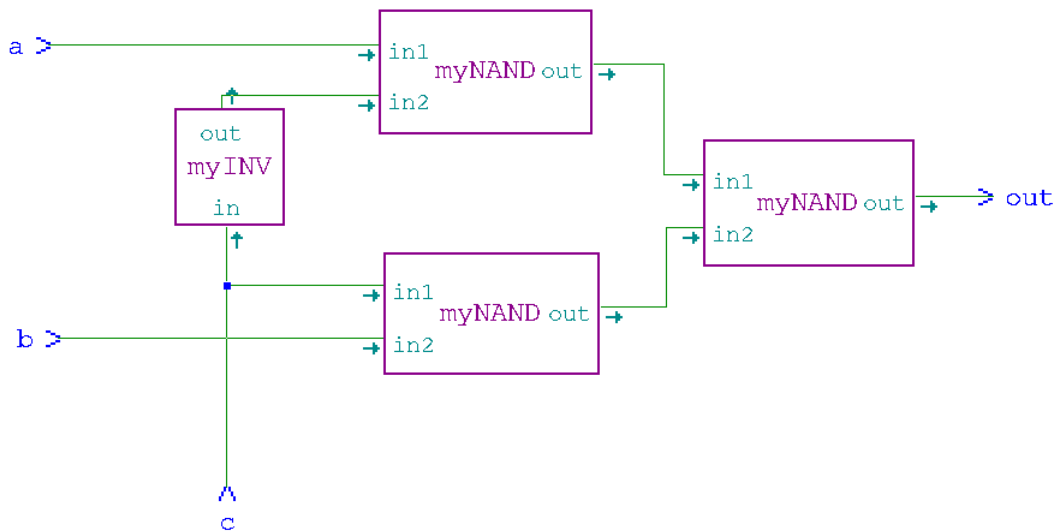 a
in1
myNAND
out
in2
out
myINV
in
in1
myNAND
out
in2
out
in1
myNAND
out
in2
b
c